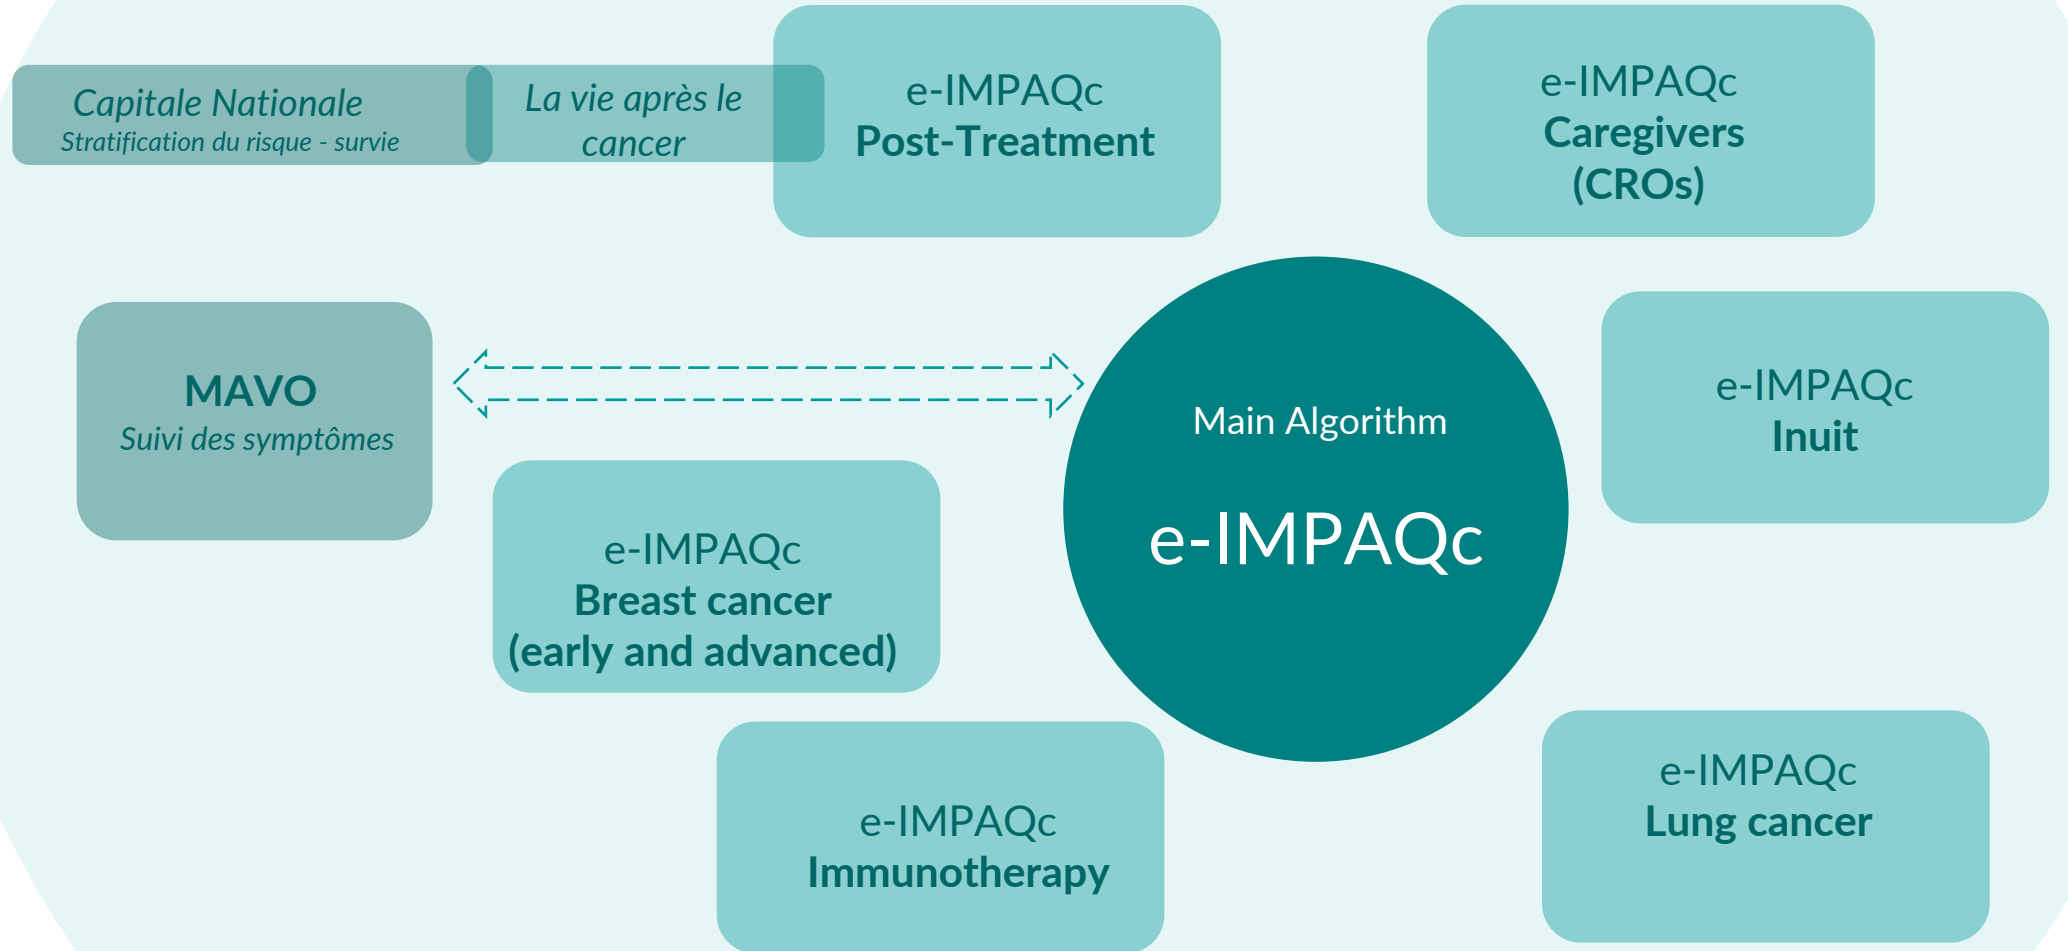 Capitale Nationale
Stratification du risque - survie
La vie après le
cancer
e-IMPAQc
Post-Treatment
e-IMPAQc
Caregivers
(CROs)
MAVO
Suivi des symptômes
Main Algorithm
e-IMPAQc
e-IMPAQc
Inuit
e-IMPAQc
Breast cancer
(early and advanced)
e-IMPAQc
Immunotherapy
e-IMPAQc
Lung cancer